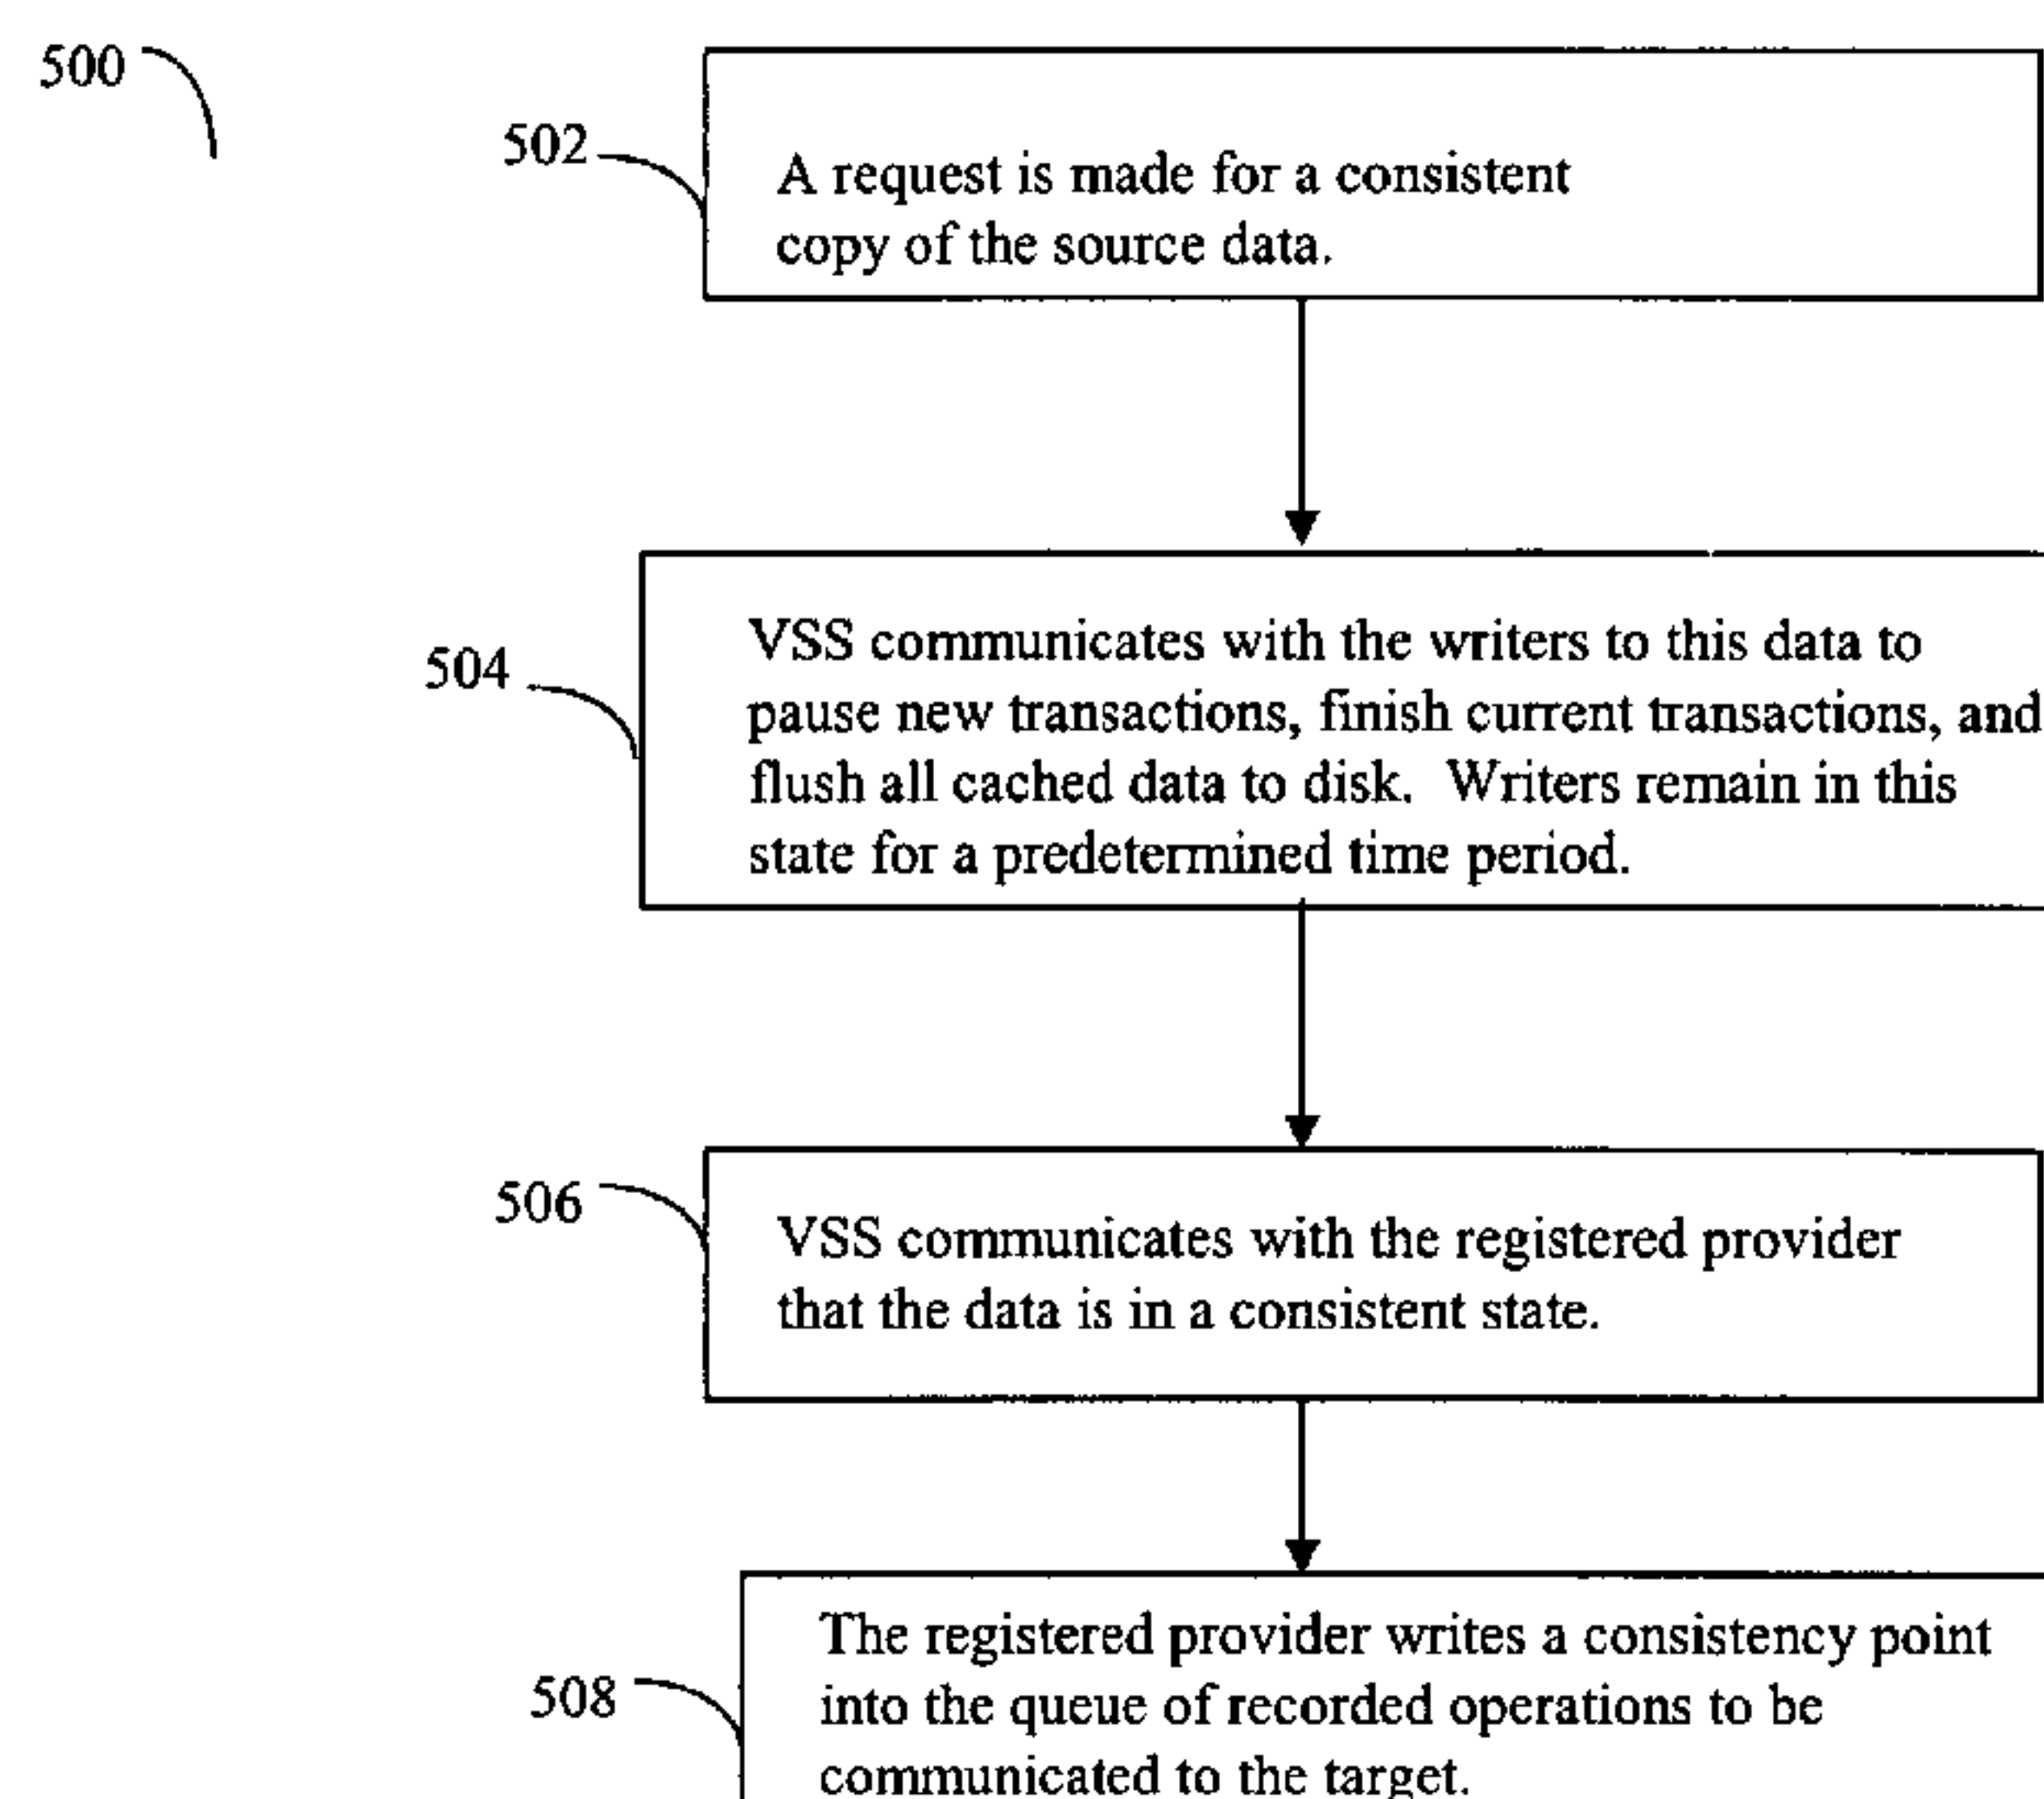 500
502
A request is made for a consistent
copy of the source data.
504
VSS communicates with the writers to this data to
pause new transactions, finish current transactions, and
flush all cached data to disk. Writers remain in this
state for a predetermined time period.
506
VSS communicates with the registered provider
that the data is in a consistent state.
508
The registered provider writes a consistency point
into the queue of recorded operations to be
communicated to the target.